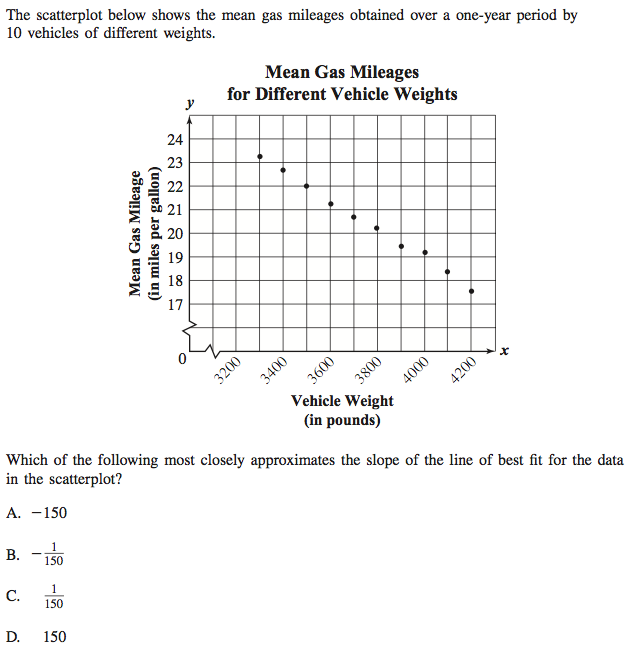 The scatterplot below shows the mean gas mileages obtained over a one-year period by
10 vehicles of different weights.
Mean Gas Mileages
for Different Vehicle Weights
y
Mean Gas Mileage
(in miles per gallon)
24
23
22
21
20
19
18
17
0
3200
3400
3600
3800
4000
4200
x
Vehicle Weight
(in pounds)
Which of the following most closely approximates the slope of the line of best fit for the data
in the scatterplot?
A. −150
B. −1/150
C. 1/150
D. 150